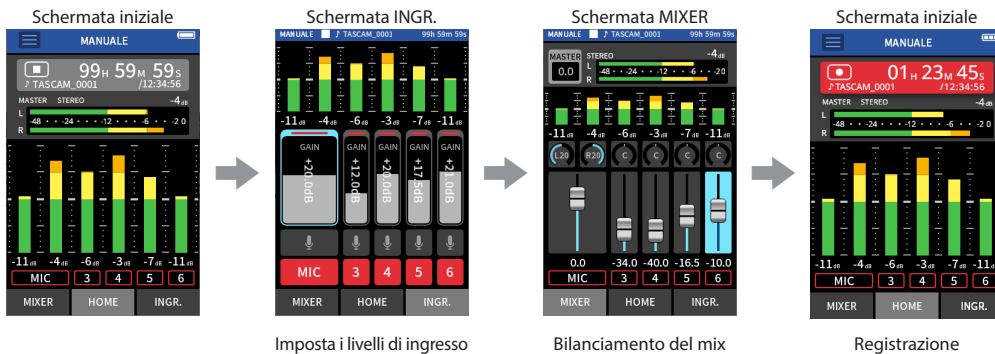 Schermata iniziale
MANUALE
99H 59M 59s
♪ TASCAM_0001 /12:34:56
MASTER STEREO -4dB
L
-48 • • -24 • • -12 • -6 • -2 0
R
-11dB -4dB -6dB -3dB -7dB -11dB
MIC 3 4 5 6
MIXER HOME INGR.
Schermata INGR.
MANUALE ♪ TASCAM_0001 99h 59m 59s
-11dB -4dB -6dB -3dB -7dB -11dB
GAIN GAIN GAIN GAIN GAIN
+20.0dB +12.0dB +20.0dB +17.5dB +21.0dB
MIC 3 4 5 6
MIXER HOME INGR.
Imposta i livelli di ingresso
Schermata MIXER
MANUALE ♪ TASCAM_0001 99h 59m 59s
MASTER STEREO -4dB
0.0
L
-48 • • -24 • • -12 • -6 • -2 0
R
-11dB -4dB -6dB -3dB -7dB -11dB
L20 R20 C C C C
0.0 -34.0 -40.0 -16.5 -10.0
MIC 3 4 5 6
MIXER HOME INGR.
Bilanciamento del mix
Schermata iniziale
MANUALE
01H 23M 45s
♪ TASCAM_0001 /12:34:56
MASTER STEREO -4dB
L
-48 • • -24 • • -12 • -6 • -2 0
R
-11dB -4dB -6dB -3dB -7dB -11dB
MIC 3 4 5 6
MIXER HOME INGR.
Registrazione